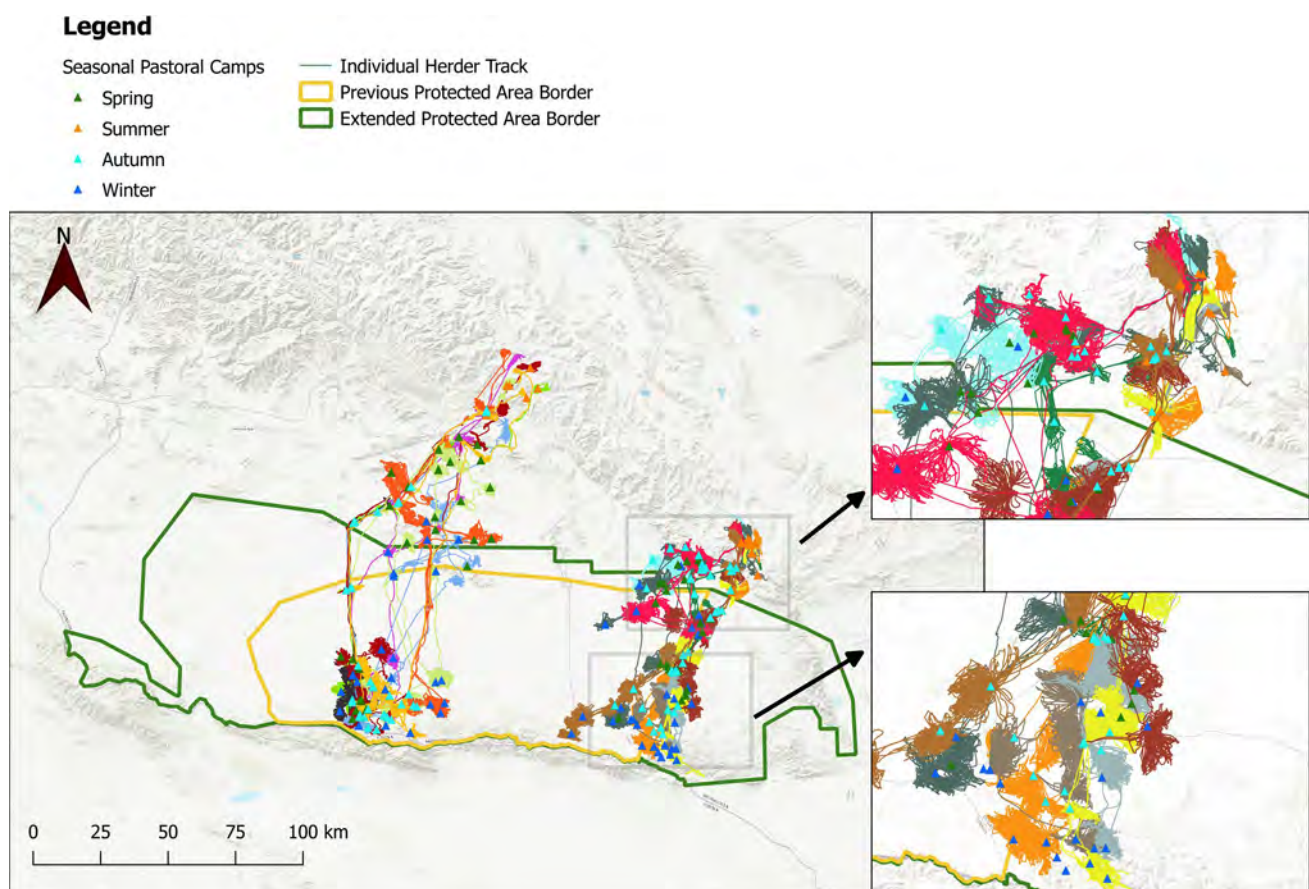 Legend
Seasonal Pastoral Camps
Spring
Summer
Autumn
Winter
Individual Herder Track
Previous Protected Area Border
Extended Protected Area Border
N
0 25 50 75 100 km